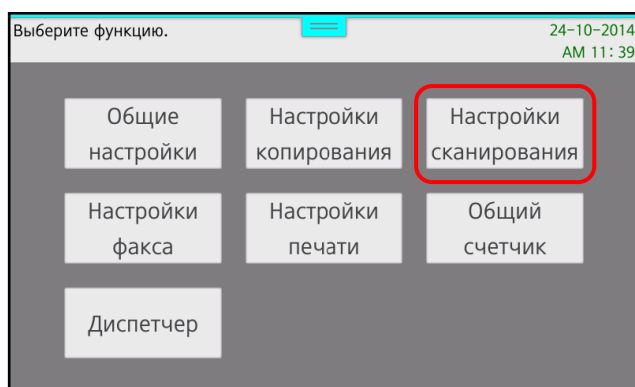 Выберите функцию.
24-10-2014
AM 11:39
Общие
настройки
Настройки
копирования
Настройки
сканирования
Настройки
факса
Настройки
печати
Общий
счетчик
Диспетчер